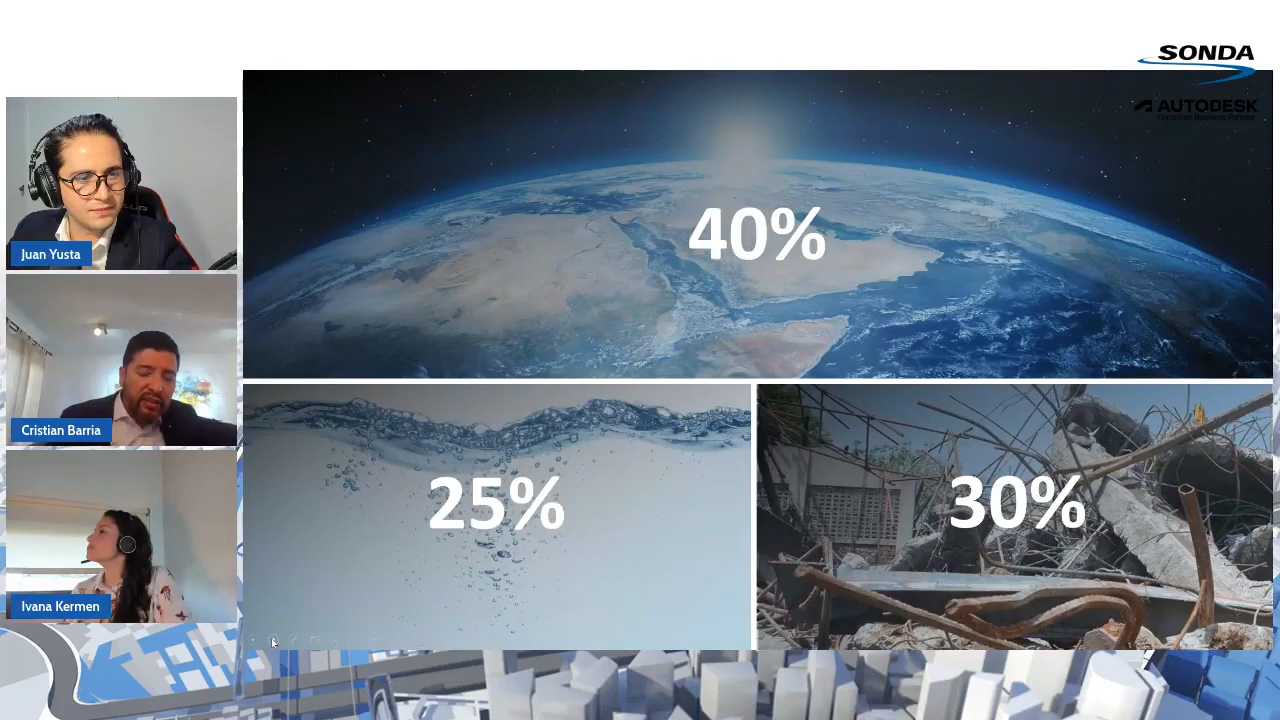 SONDA
AUTODESK
Juan Yusta
40%
Cristian Barria
25%
30%
Ivana Kermen